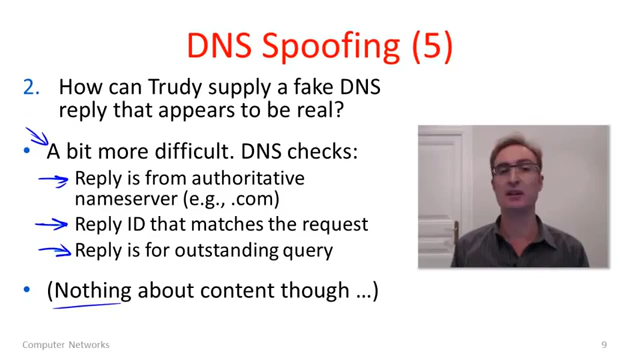 DNS Spoofing (5)
2. How can Trudy supply a fake DNS
reply that appears to be real?
• A bit more difficult. DNS checks:
Reply is from authoritative
nameserver (e.g., .com)
Reply ID that matches the request
Reply is for outstanding query
• (Nothing about content though ...)
Computer Networks
9